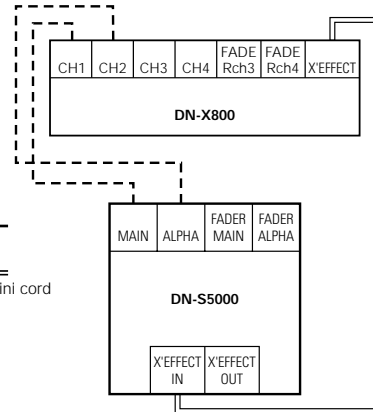 CH1 CH2 CH3 CH4 FADE Rch3 FADE Rch4 X'EFFECT
DN-X800
MAIN ALPHA FADER MAIN FADER ALPHA
ini cord
DN-S5000
X'EFFECT IN X'EFFECT OUT